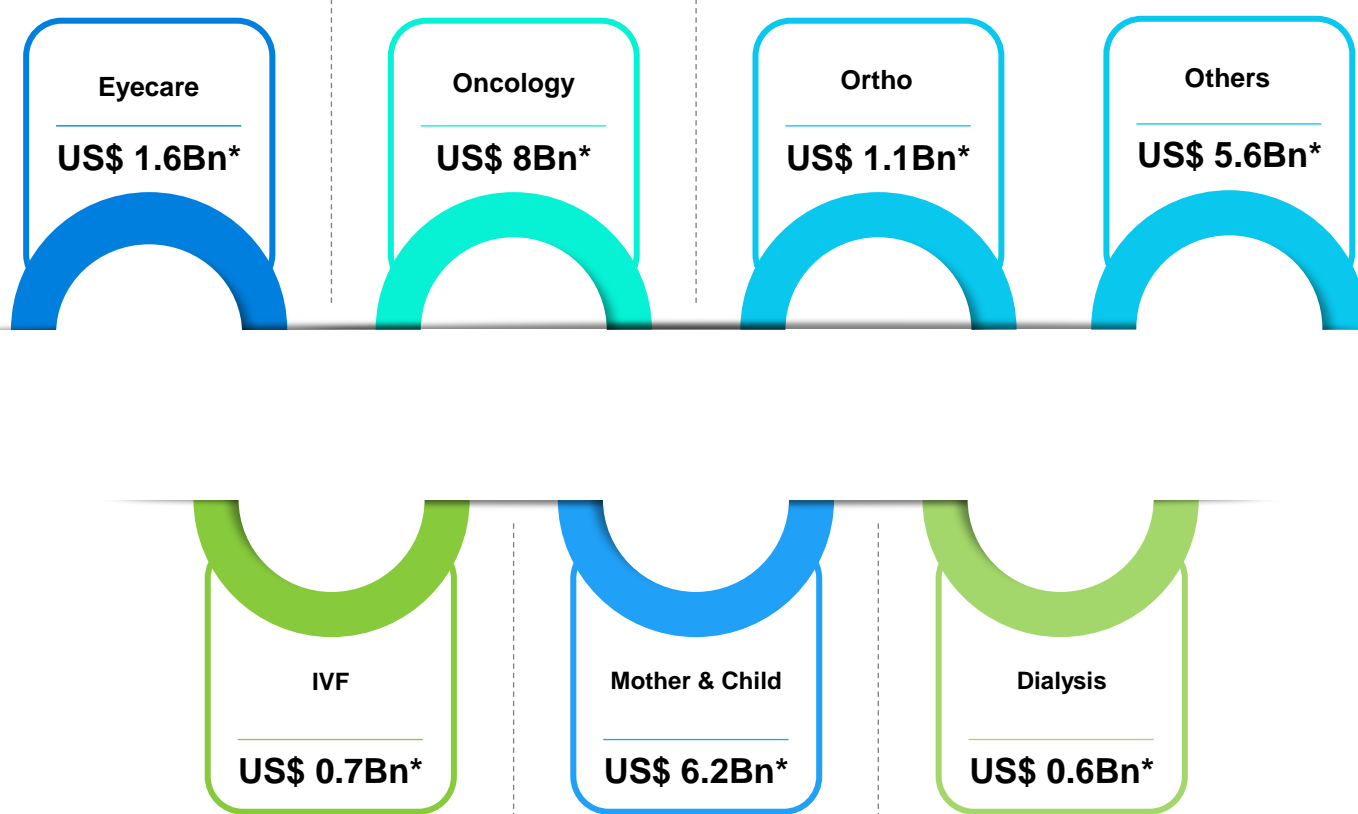 Eyecare
US$ 1.6Bn*
Oncology
US$ 8Bn*
Ortho
US$ 1.1Bn*
Others
US$ 5.6Bn*
IVF
US$ 0.7Bn*
Mother & Child
US$ 6.2Bn*
Dialysis
US$ 0.6Bn*